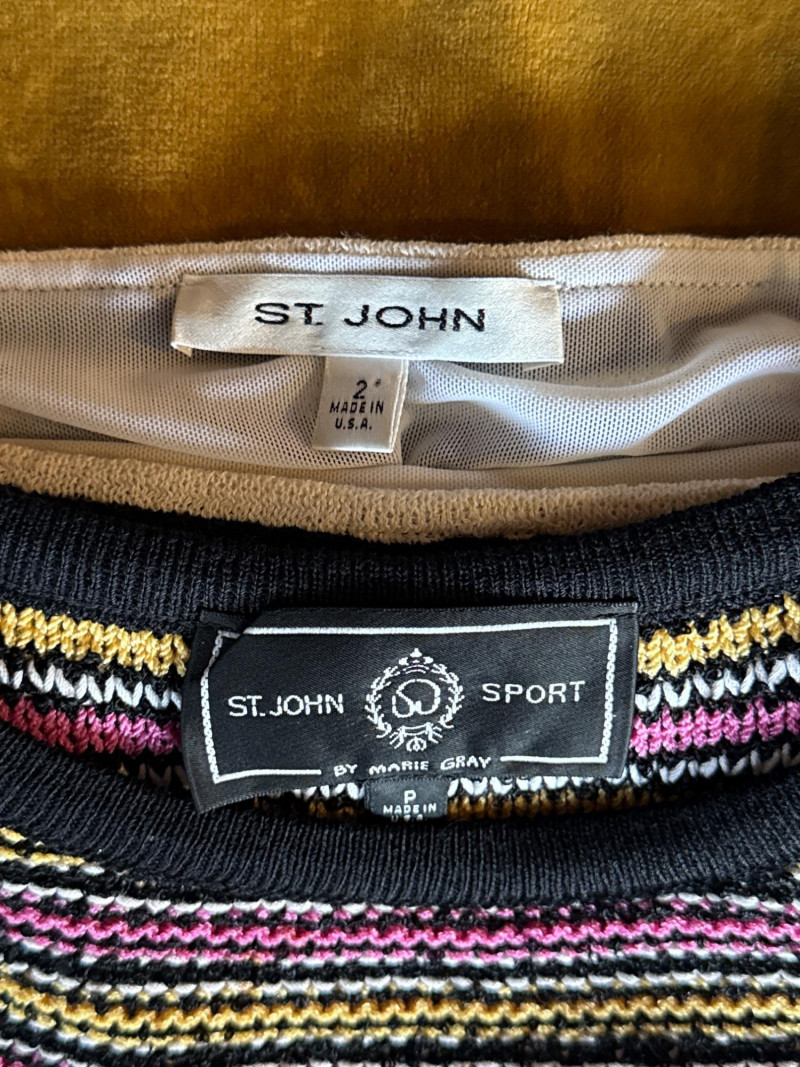 ST. JOHN
2
MADE IN
U.S.A.
ST. JOHN SPORT
BY MARIE GRAY
P
MADE IN
U.S.A.